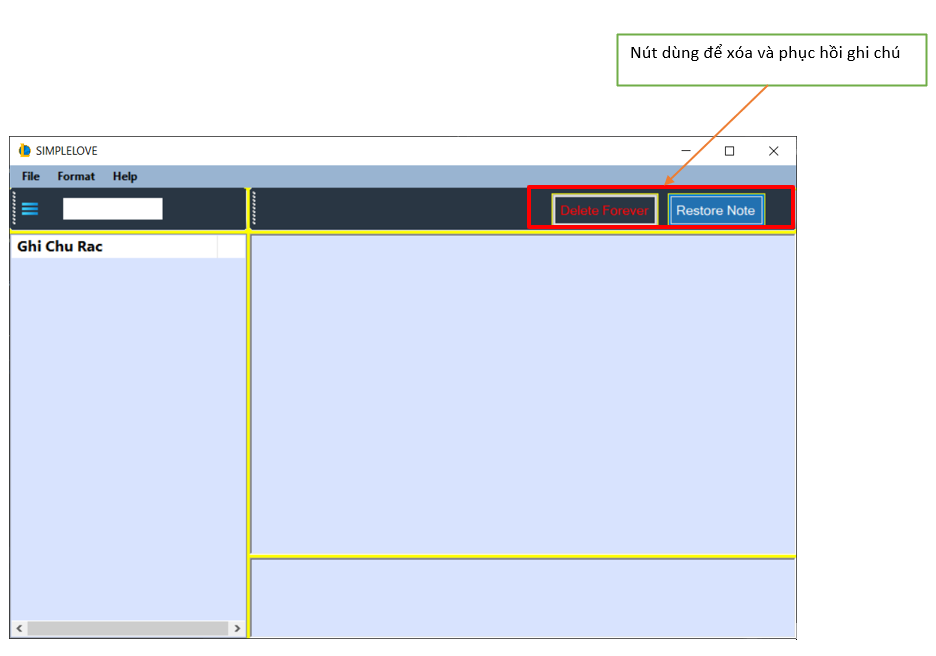 Nút dùng để xóa và phục hồi ghi chú
SIMPLELOVE
File Format Help
Delete Forever Restore Note
Ghi Chu Rac